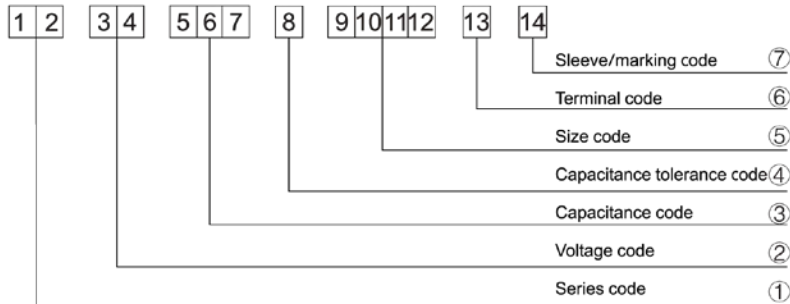 1 2 3 4 5 6 7 8 9 10 11 12 13 14
Sleeve/marking code ⑦
Terminal code ⑥
Size code ⑤
Capacitance tolerance code ④
Capacitance code ③
Voltage code ②
Series code ①